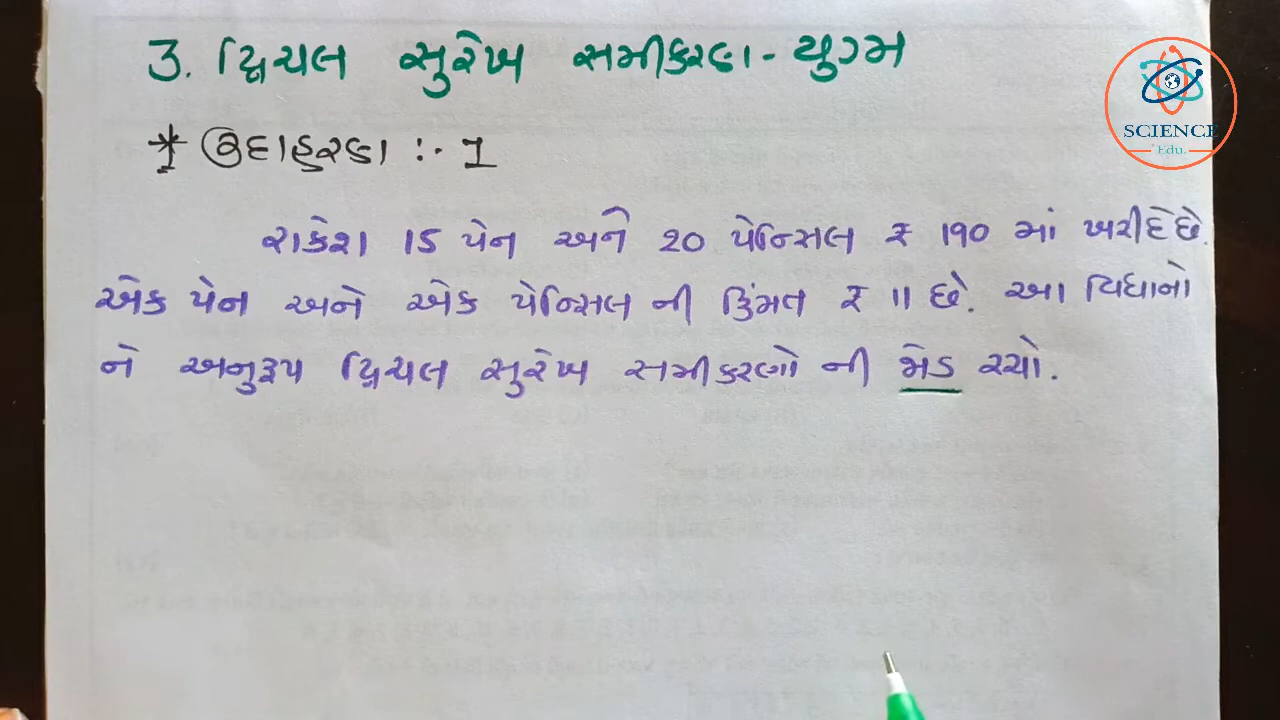 3. દ્વિચલ સુરેખ સમીકરણ - યુગ્મ
* ઉદાહરણ :- 1
રાકેશ 15 પેન અને 20 પેન્સિલ ₹ 190 માં ખરીદે છે.
એક પેન અને એક પેન્સિલ ની કિંમત ₹ 11 છે. આ વિધાનો
ને અનુરૂપ દ્વિચલ સુરેખ સમીકરણો ની જોડ રચો.
SCIENCE
Edu.